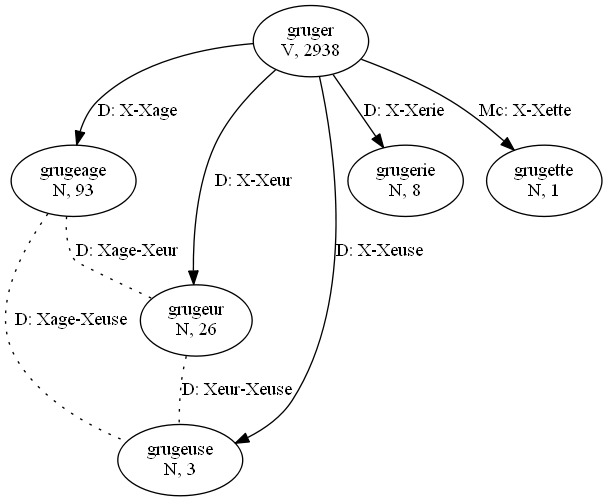 gruger
V, 2938
D: X-Xage
D: X-Xerie
Mc: X-Xette
grugeage
N, 93
D: X-Xeur
grugerie
N, 8
grugette
N, 1
D: Xage-Xeur
D: X-Xeuse
D: Xage-Xeuse
grugeur
N, 26
D: Xeur-Xeuse
grugeuse
N, 3